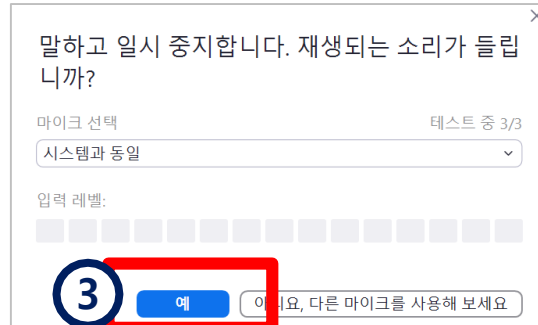 말하고 일시 중지합니다. 재생되는 소리가 들립
니까?
마이크 선택 테스트 중 3/3
시스템과 동일
입력 레벨:
3 예 아니요, 다른 마이크를 사용해 보세요